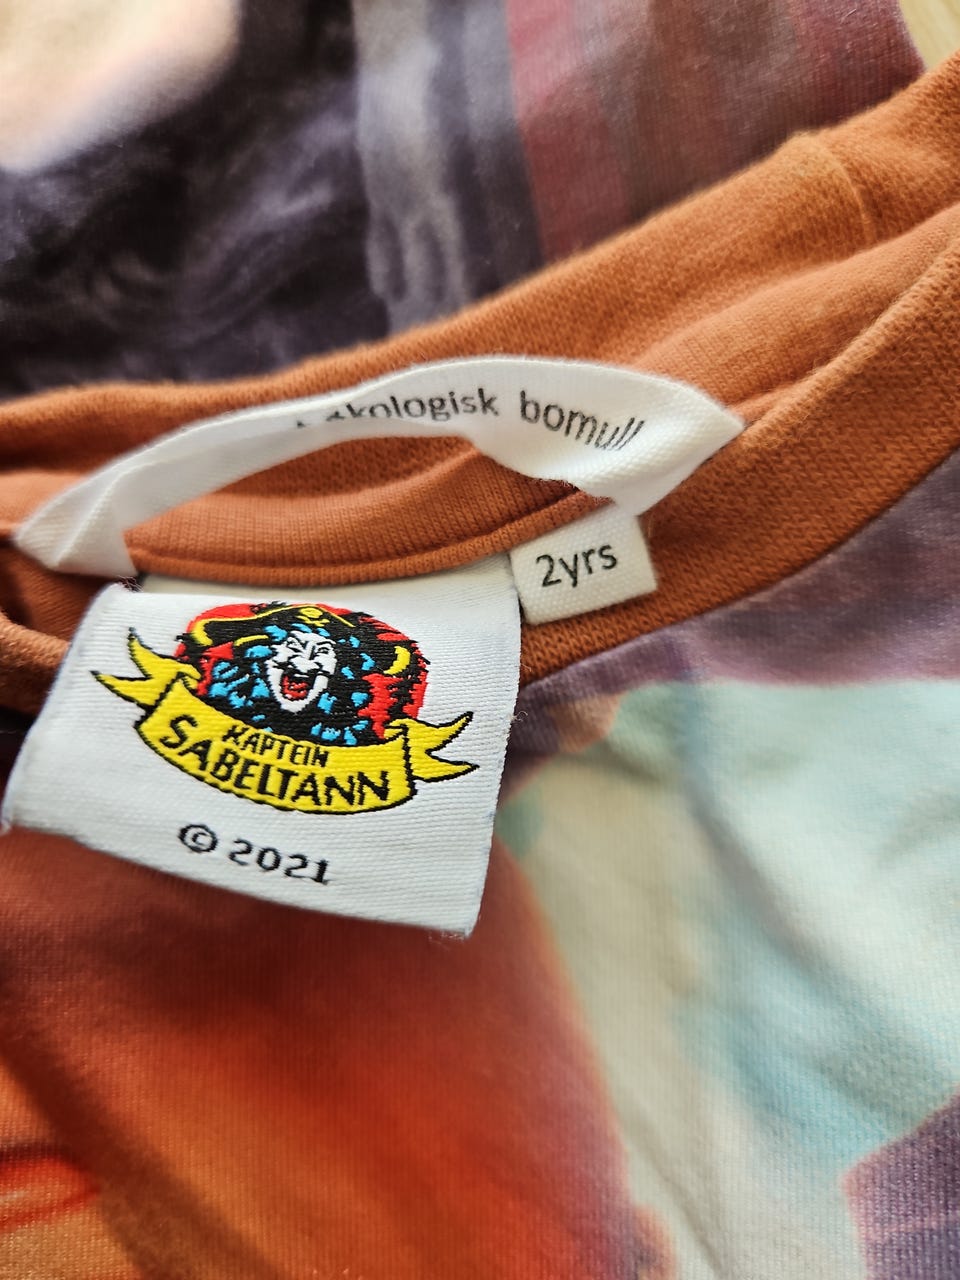 økologisk bomull
2yrs
KAPTEIN
SABELTANN
© 2021